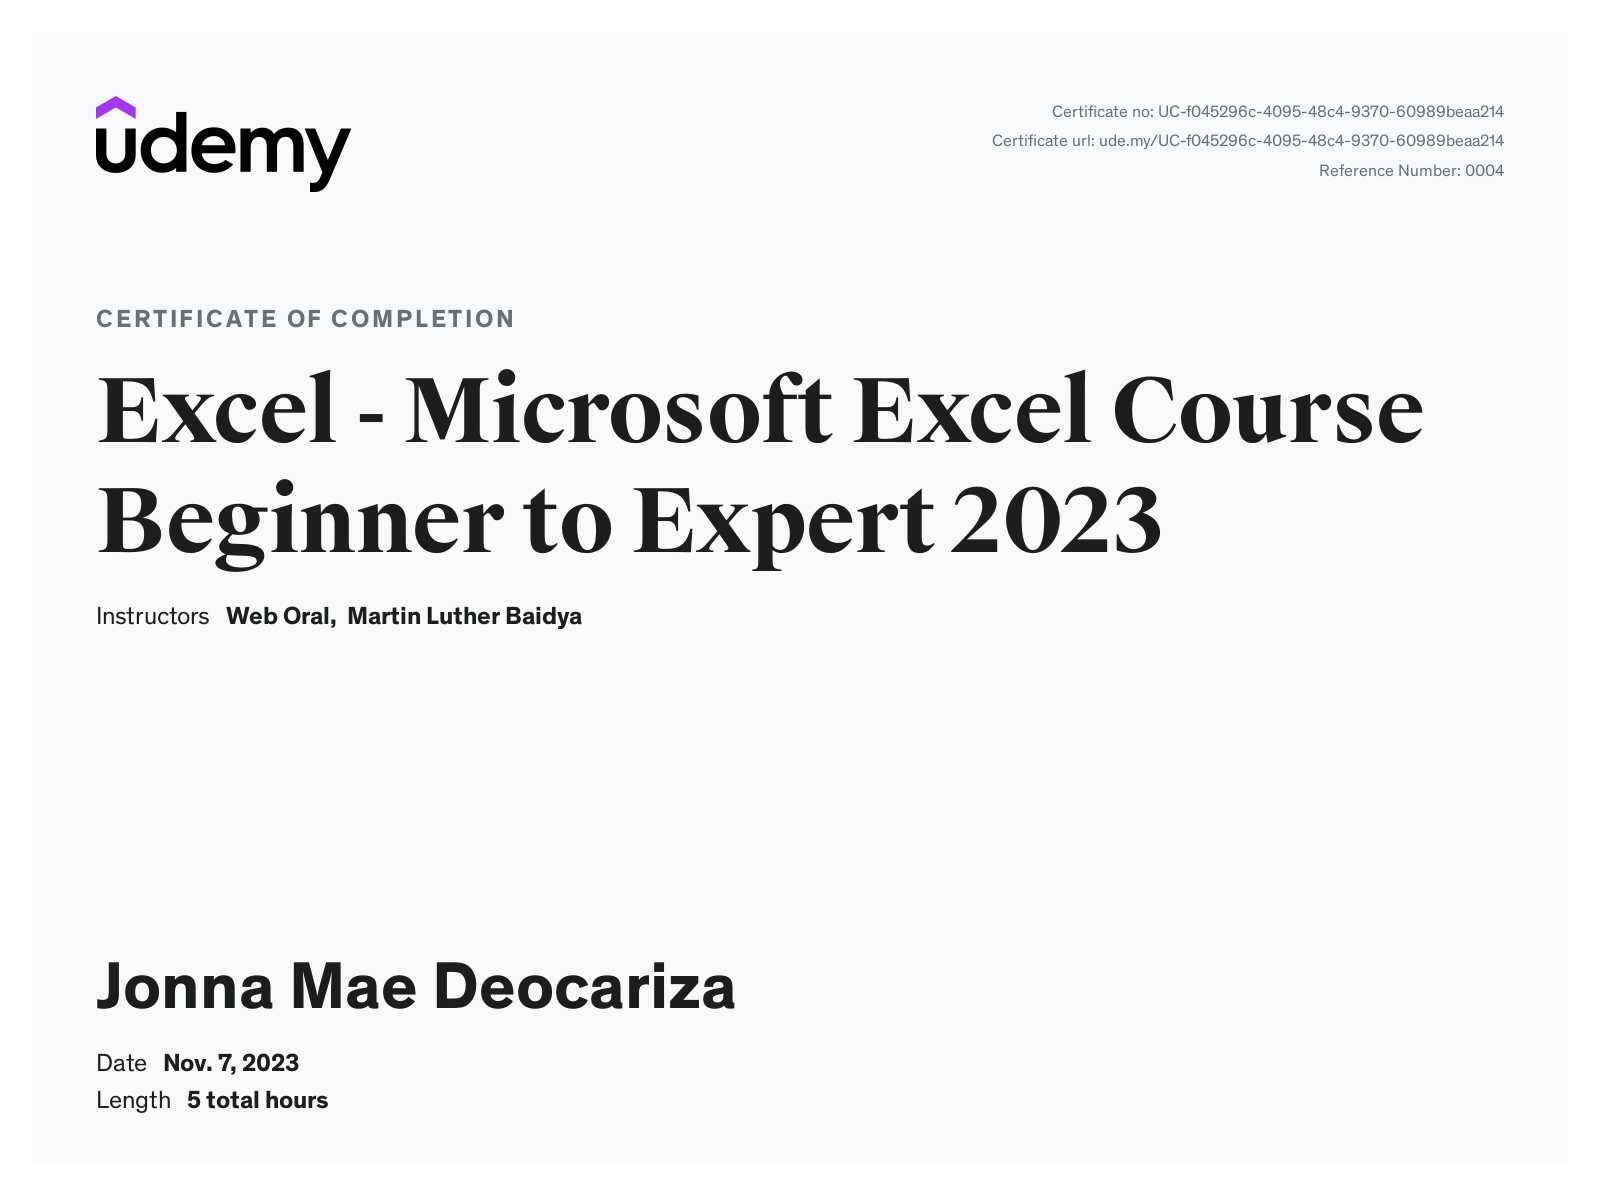 udemy
Certificate no: UC-f045296c-4095-48c4-9370-60989beaa214
Certificate url: ude.my/UC-f045296c-4095-48c4-9370-60989beaa214
Reference Number: 0004
CERTIFICATE OF COMPLETION
Excel - Microsoft Excel Course
Beginner to Expert 2023
Instructors Web Oral, Martin Luther Baidya
Jonna Mae Deocariza
Date Nov. 7, 2023
Length 5 total hours